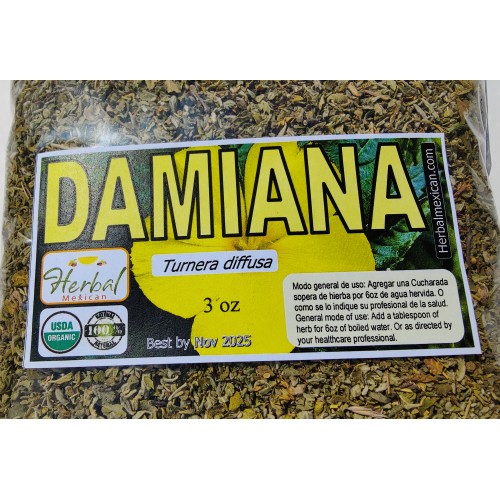 DAMIANA
Herbalmexican.com
Turnera diffusa
Herbal
Mexican
3 oz
USDA
ORGANIC
100%
Best by Nov 2025
Modo general de uso: Agregar una Cucharada
sopera de hierba por 6oz de agua hervida. O
como se lo indique su profesional de la salud.
General mode of use: Add a tablespoon of
herb for 6oz of boiled water. Or as directed by
your healthcare professional.